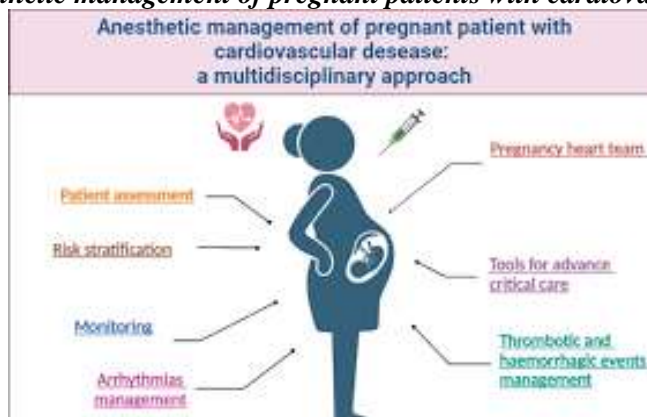 Anesthetic management of pregnant patient with
cardiovascular desease:
a multidisciplinary approach
Pregnancy heart team
Patient assessment
Risk stratification
Tools for advance
critical care
Monitoring
Thrombotic and
haemorrhagic events
management
Arrhythmias
management